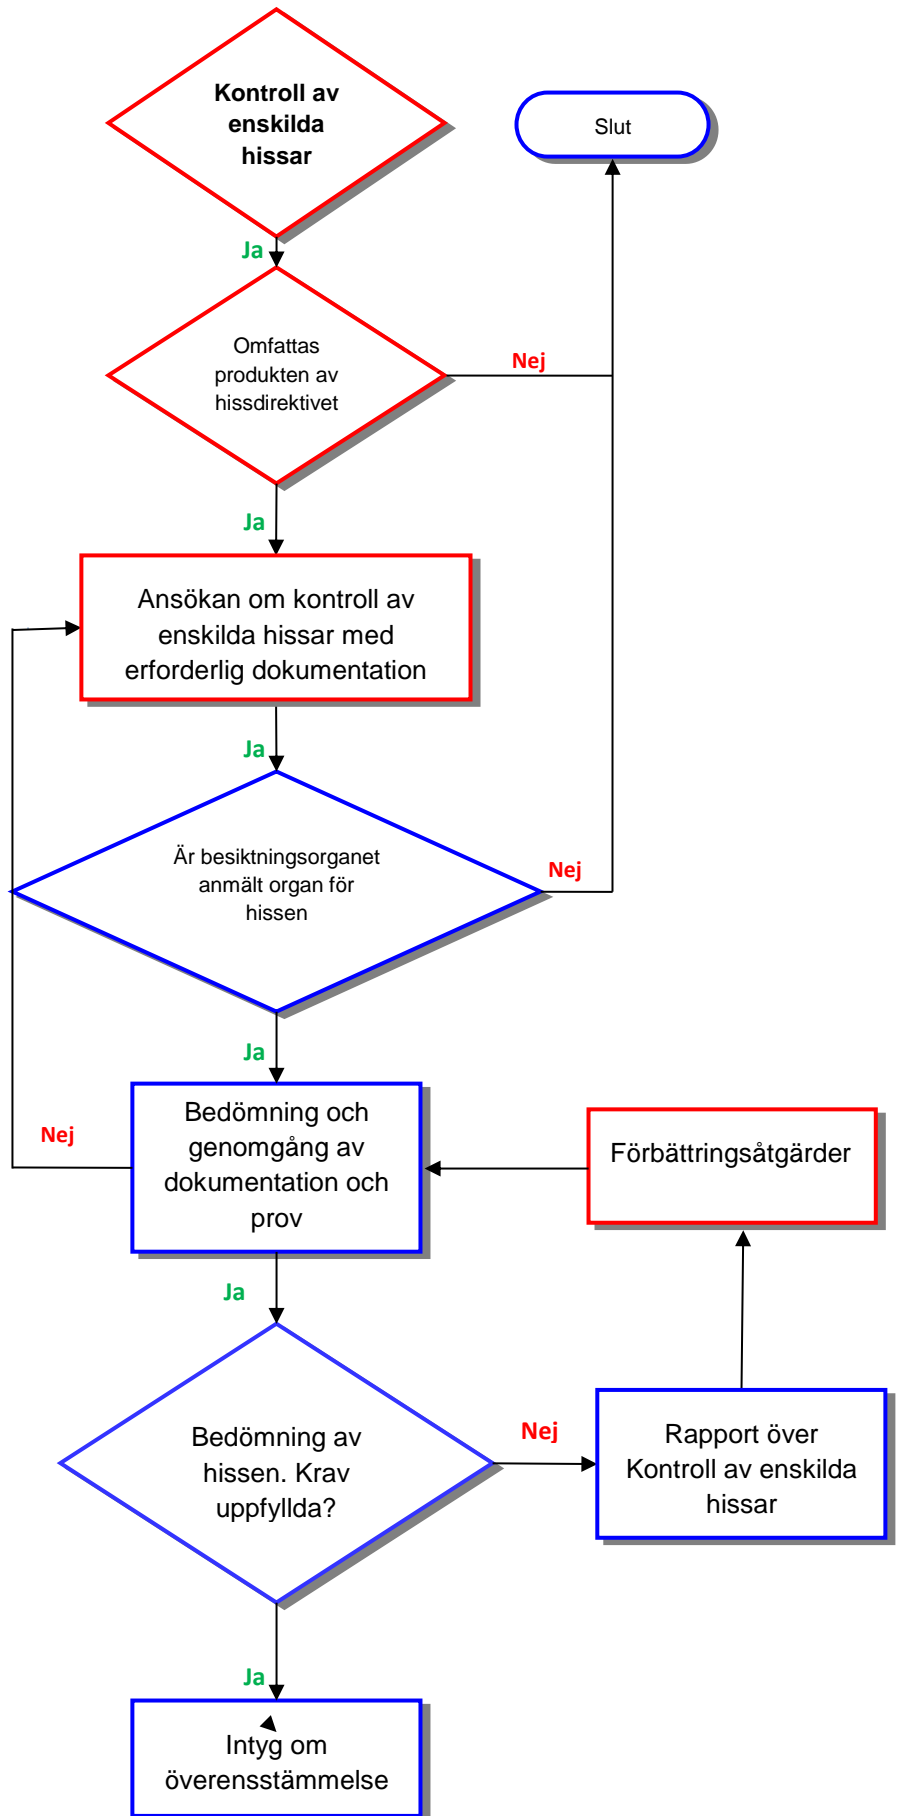 Kontroll av
enskilda
hissar
Slut
Ja
Omfattas
produkten av
hissdirektivet
Nej
Ja
Ansökan om kontroll av
enskilda hissar med
erforderlig dokumentation
Ja
Är besiktningsorganet
anmält organ för
hissen
Nej
Ja
Bedömning och
genomgång av
dokumentation och
prov
Nej
Förbättringsåtgärder
Ja
Bedömning av
hissen. Krav
uppfyllda?
Nej
Rapport över
Kontroll av enskilda
hissar
Ja
Intyg om
överensstämmelse